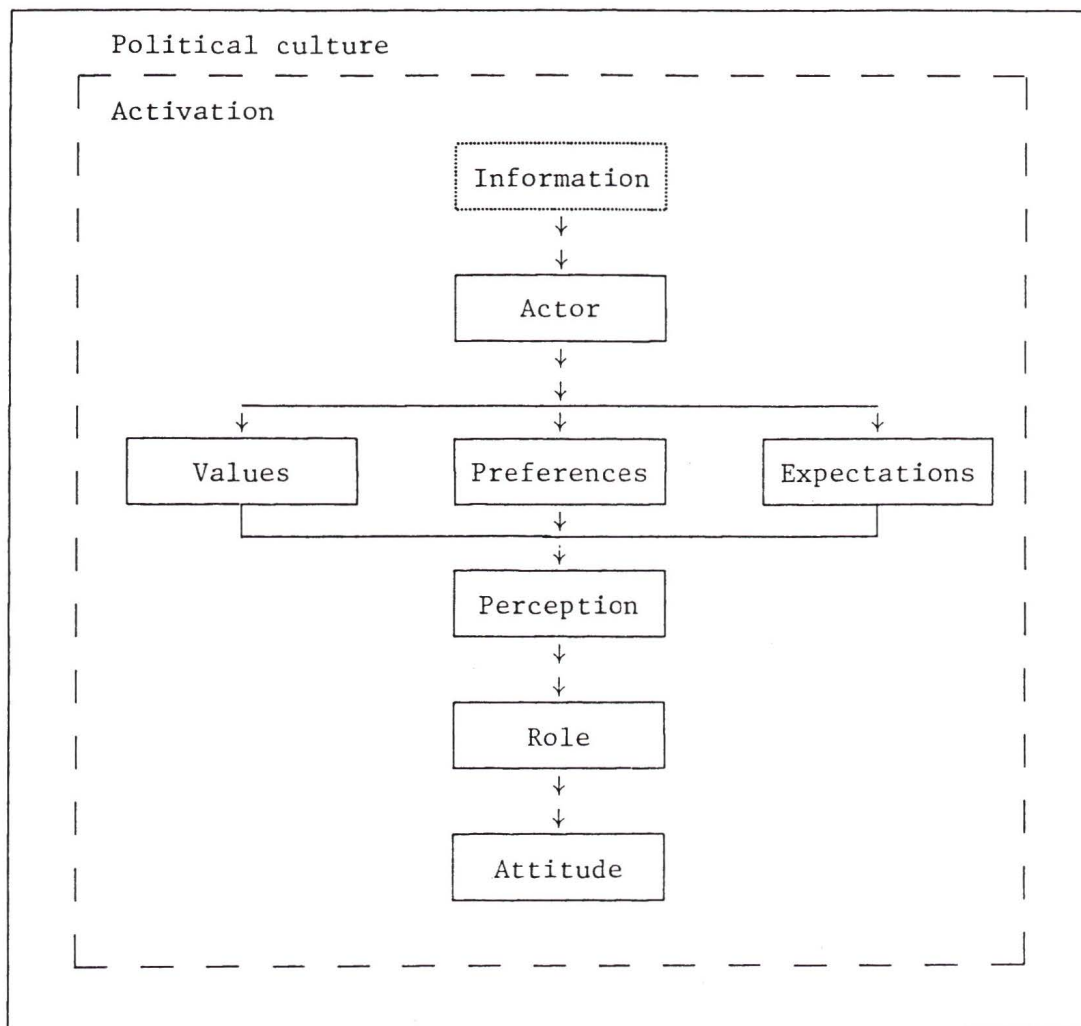 Political culture
Activation
Information
Actor
Values Preferences Expectations
Perception
Role
Attitude